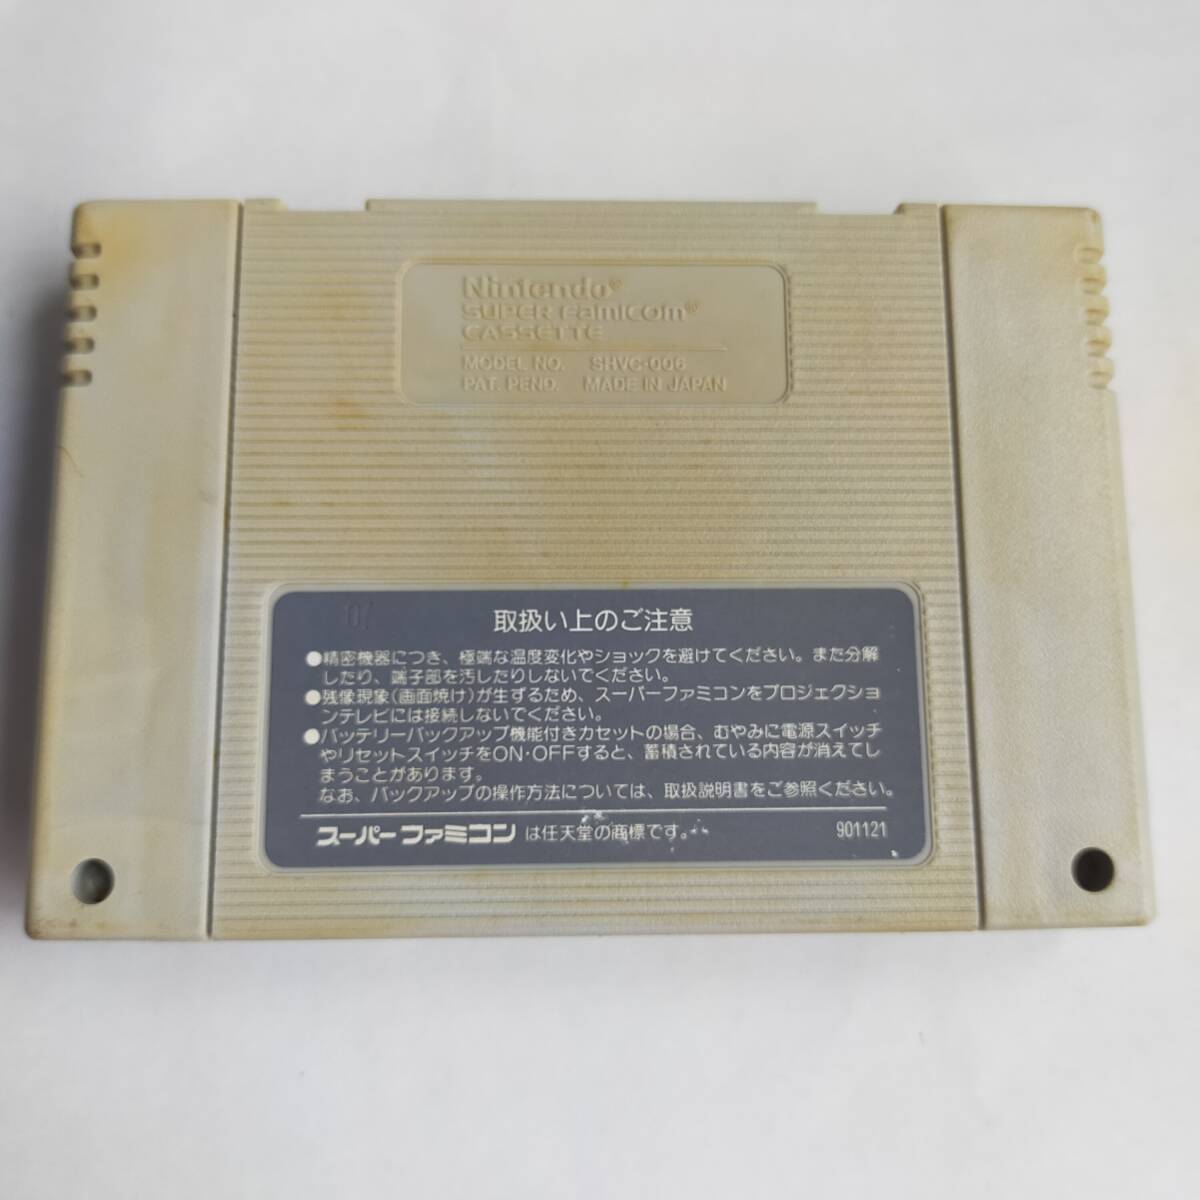 Nintendo®
SUPER Famicom®
CASSETTE
MODEL NO. SHVC-006
PAT. PEND. MADE IN JAPAN
07
取扱い上のご注意
●精密機器につき、極端な温度変化やショックを避けてください。また分解
したり、端子部を汚したりしないでください。
●残像現象(画面焼け)が生ずるため、スーパーファミコンをプロジェクショ
ンテレビには接続しないでください。
●バッテリーバックアップ機能付きカセットの場合、むやみに電源スイッチ
やリセットスイッチをON・OFFすると、蓄積されている内容が消えてし
まうことがあります。
なお、バックアップの操作方法については、取扱説明書をご参照ください。
スーパーファミコンは任天堂の商標です。 901121